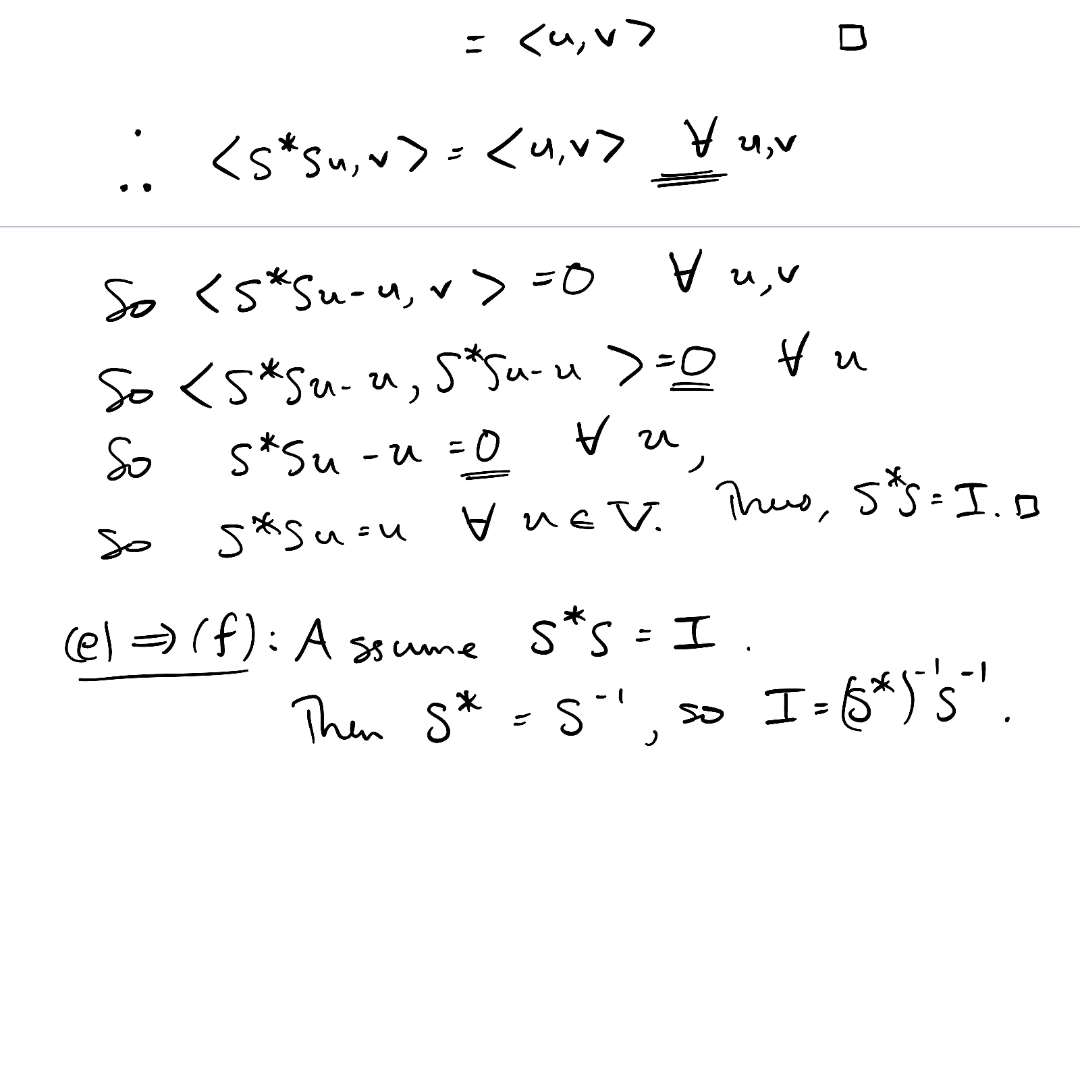 = <u,v> □
∴ <S*Su,v> = <u,v> ∀ u,v
So <S*Su-u, v> =0 ∀ u,v
So <S*Su-u, S*Su-u> =0 ∀ u
So S*Su-u =0 ∀ u,
So S*Su=u ∀ u∈V. Thus, S*S=I. □
(e) ⇒ (f): Assume S*S = I.
Then S* = S⁻¹, so I=(S*)⁻¹S⁻¹.